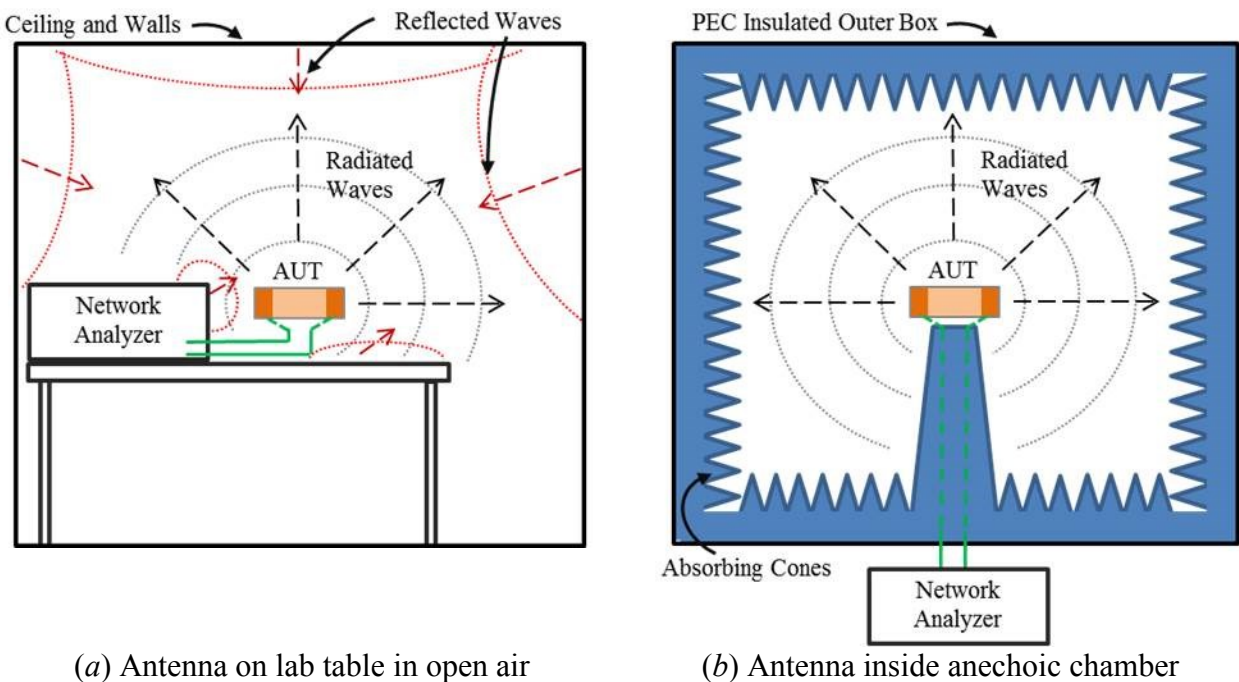 Ceiling and Walls
Reflected Waves
Radiated
Waves
AUT
Network
Analyzer
(a) Antenna on lab table in open air
PEC Insulated Outer Box
Radiated
Waves
AUT
Absorbing Cones
Network
Analyzer
(b) Antenna inside anechoic chamber